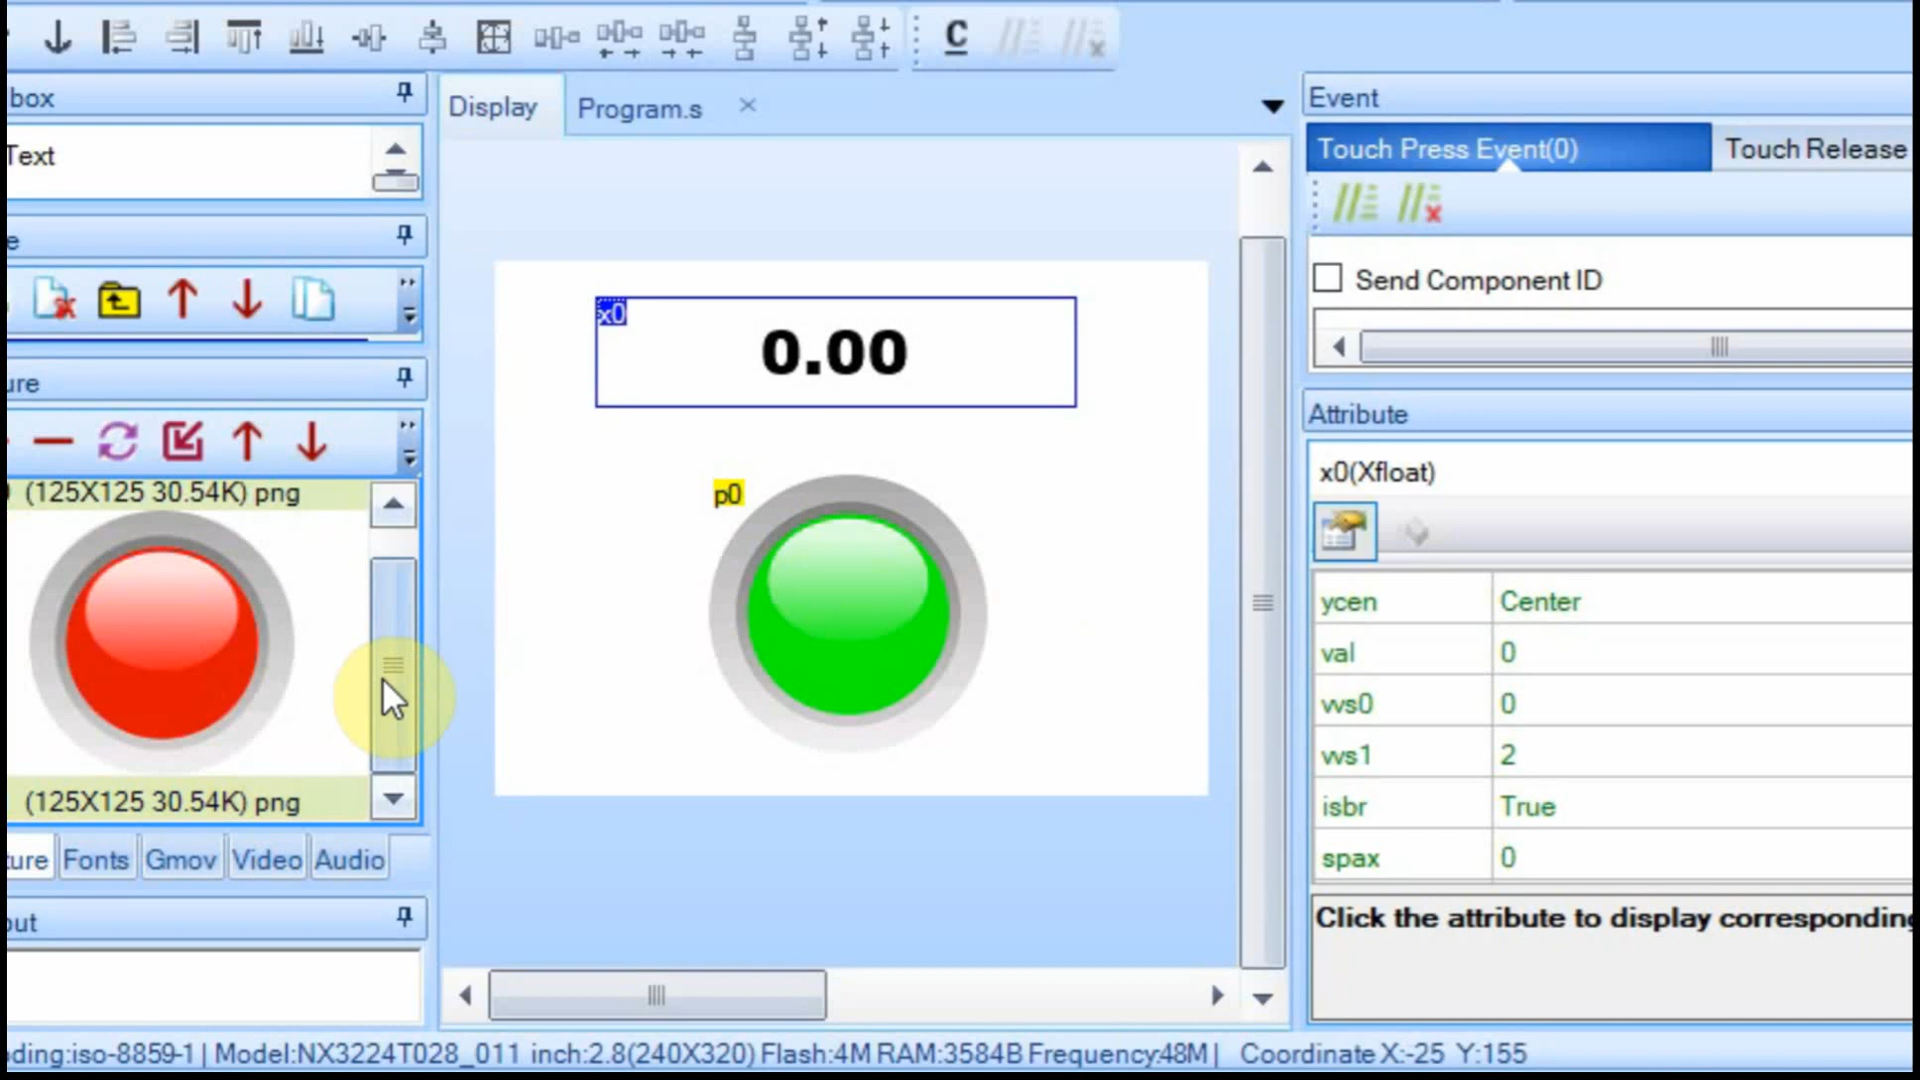 C
box
Display
Program.s
Event
Text
Touch Press Event(0)
Touch Release
e
Send Component ID
x0
0.00
ure
Attribute
x0(Xfloat)
(125X125 30.54K) png
p0
ycen Center
val 0
vvs0 0
vvs1 2
isbr True
spax 0
(125X125 30.54K) png
ture Fonts Gmov Video Audio
out
Click the attribute to display corresponding
ding:iso-8859-1 | Model:NX3224T028_011 inch:2.8(240X320) Flash:4M RAM:3584B Frequency:48M | Coordinate X:-25 Y:155